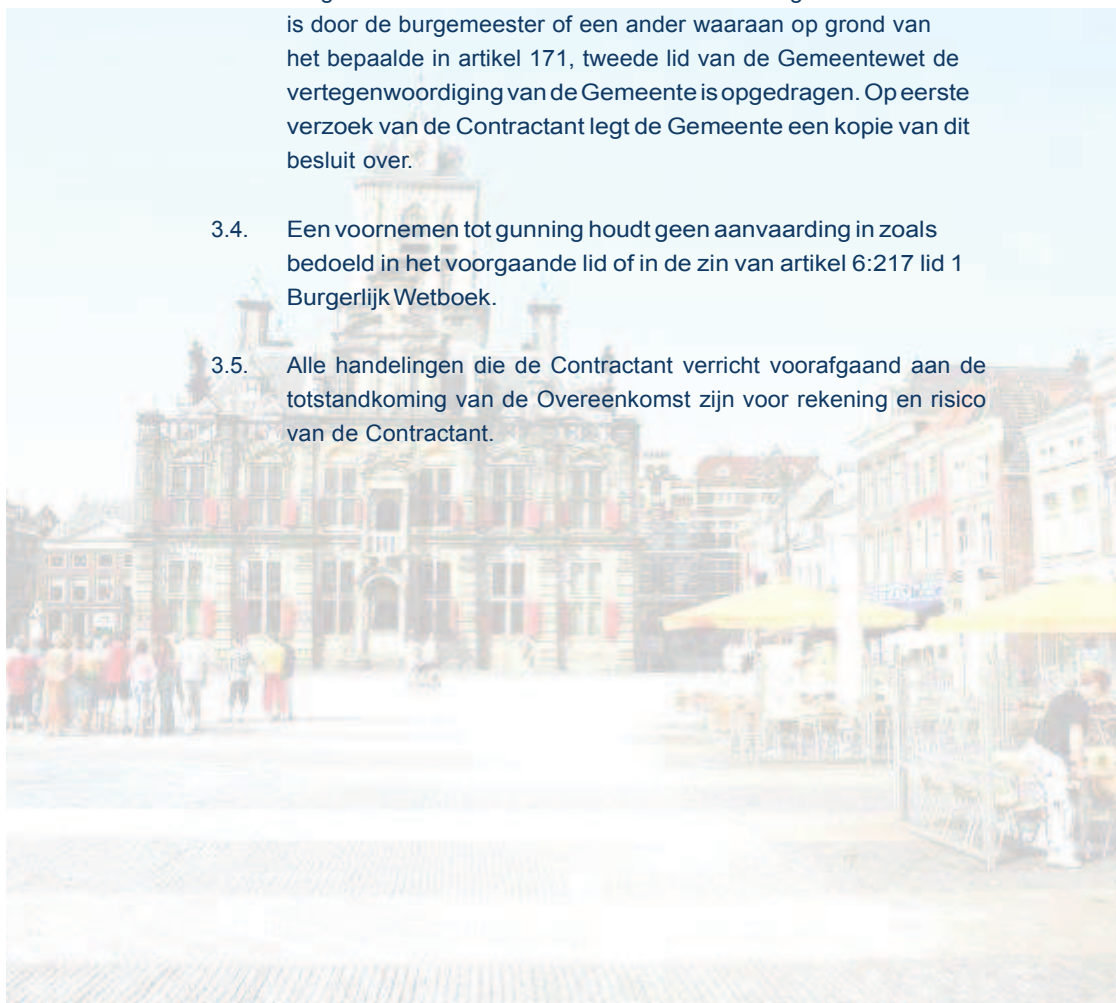 is door de burgemeester of een ander waaraan op grond van
het bepaalde in artikel 171, tweede lid van de Gemeentewet de
vertegenwoordiging van de Gemeente is opgedragen. Op eerste
verzoek van de Contractant legt de Gemeente een kopie van dit
besluit over.
3.4. Een voornemen tot gunning houdt geen aanvaarding in zoals
bedoeld in het voorgaande lid of in de zin van artikel 6:217 lid 1
Burgerlijk Wetboek.
3.5. Alle handelingen die de Contractant verricht voorafgaand aan de
totstandkoming van de Overeenkomst zijn voor rekening en risico
van de Contractant.